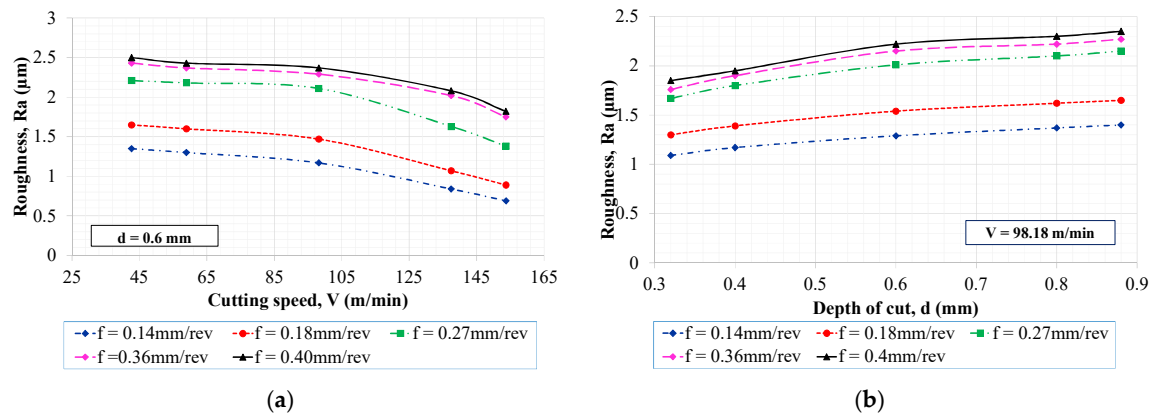 Roughness, Ra (µm)
3
2.5
2
1.5
1
0.5
0
d = 0.6 mm
25
45
65
85
105
125
145
165
Cutting speed, V (m/min)
f = 0.14mm/rev
f = 0.18mm/rev
f = 0.27mm/rev
f =0.36mm/rev
f = 0.40mm/rev
(a)
Roughness, Ra (µm)
2.5
2
1.5
1
0.5
0
V = 98.18 m/min
0.3
0.4
0.5
0.6
0.7
0.8
0.9
Depth of cut, d (mm)
f = 0.14mm/rev
f = 0.18mm/rev
f = 0.27mm/rev
f = 0.36mm/rev
f = 0.4mm/rev
(b)